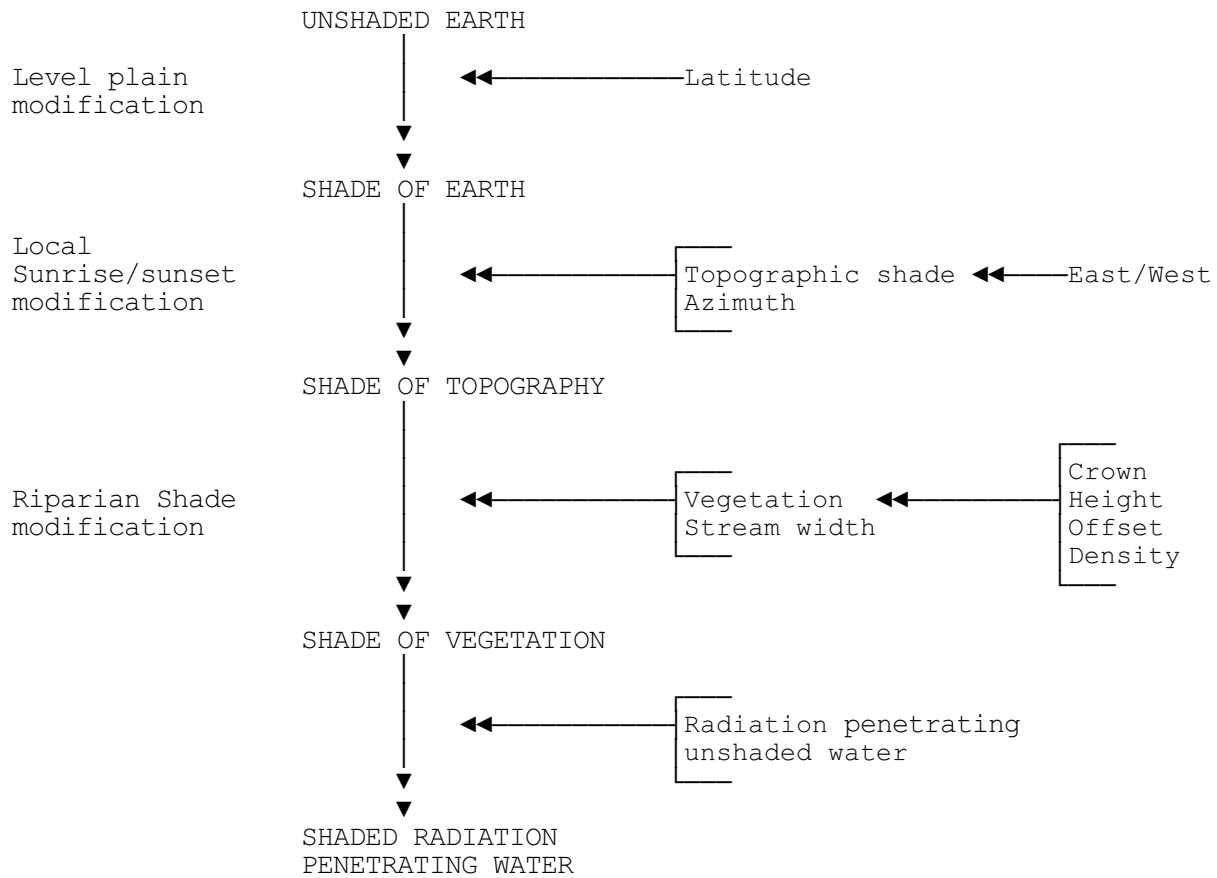 UNSHADED EARTH
Level plain
modification
Latitude
SHADE OF EARTH
Local
Sunrise/sunset
modification
Topographic shade
Azimuth
East/West
SHADE OF TOPOGRAPHY
Riparian Shade
modification
Vegetation
Stream width
Crown
Height
Offset
Density
SHADE OF VEGETATION
Radiation penetrating
unshaded water
SHADED RADIATION
PENETRATING WATER